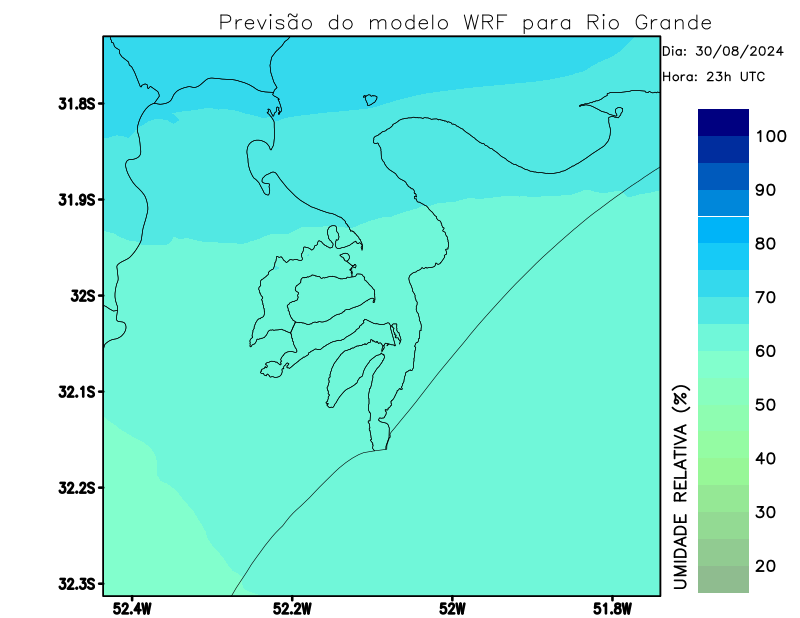 Previsão do modelo WRF para Rio Grande
Dia: 30/08/2024
Hora: 23h UTC
31.8S
31.9S
32S
32.1S
32.2S
32.3S
52.4W 52.2W 52W 51.8W
100
90
80
70
60
50
40
30
20
UMIDADE RELATIVA (%)